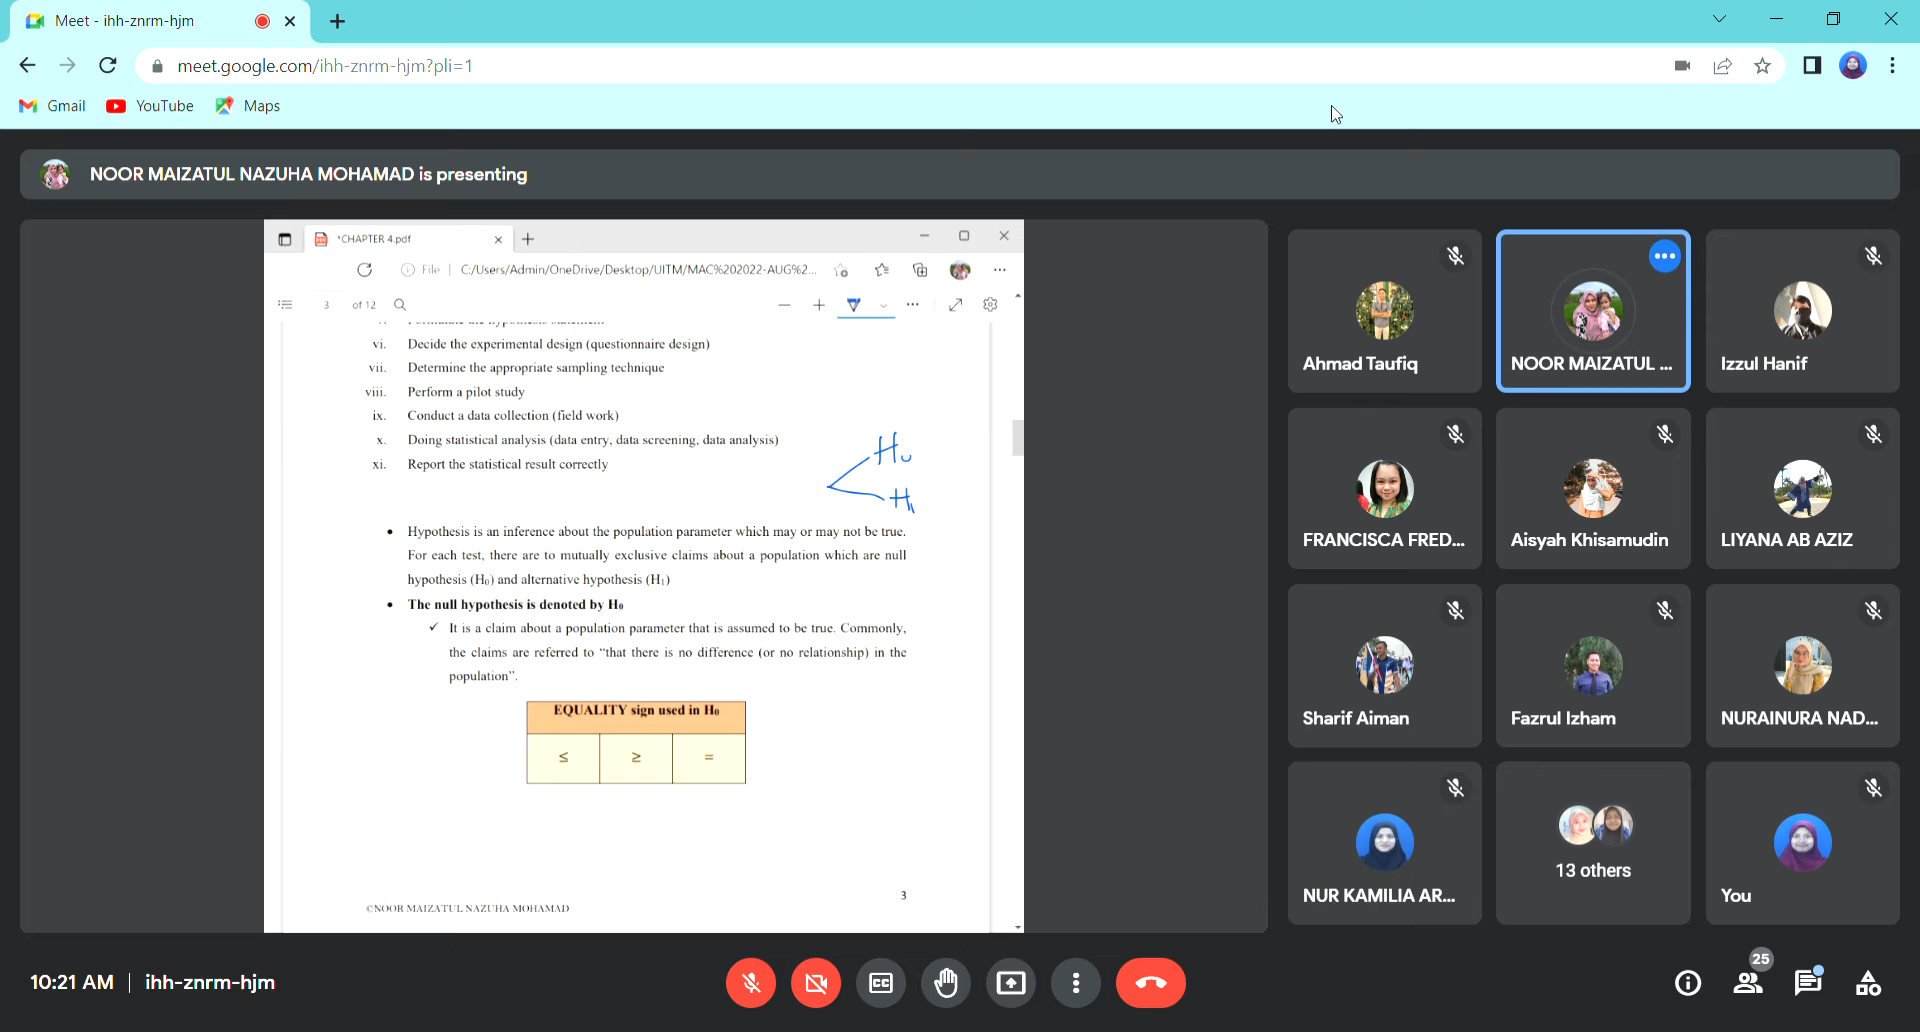 Meet - ihh-znrm-hjm
meet.google.com/ihh-znrm-hjm?pli=1
Gmail YouTube Maps
NOOR MAIZATUL NAZUHA MOHAMAD is presenting
*CHAPTER 4.pdf
File C:/Users/Admin/OneDrive/Desktop/UITM/MAC%202022-AUG%2...
3 of 12
vi. Decide the experimental design (questionnaire design)
vii. Determine the appropriate sampling technique
viii. Perform a pilot study
ix. Conduct a data collection (field work)
x. Doing statistical analysis (data entry, data screening, data analysis)
xi. Report the statistical result correctly
H₀
H₁
• Hypothesis is an inference about the population parameter which may or may not be true.
For each test, there are to mutually exclusive claims about a population which are null
hypothesis (H₀) and alternative hypothesis (H₁)
• The null hypothesis is denoted by H₀
✓ It is a claim about a population parameter that is assumed to be true. Commonly,
the claims are referred to "that there is no difference (or no relationship) in the
population".
EQUALITY sign used in H₀
≤ ≥ =
3
©NOOR MAIZATUL NAZUHA MOHAMAD
Ahmad Taufiq
NOOR MAIZATUL ...
Izzul Hanif
FRANCISCA FRED...
Aisyah Khisamudin
LIYANA AB AZIZ
Sharif Aiman
Fazrul Izham
NURAINURA NAD...
NUR KAMILIA AR...
13 others
You
10:21 AM | ihh-znrm-hjm
CC
25